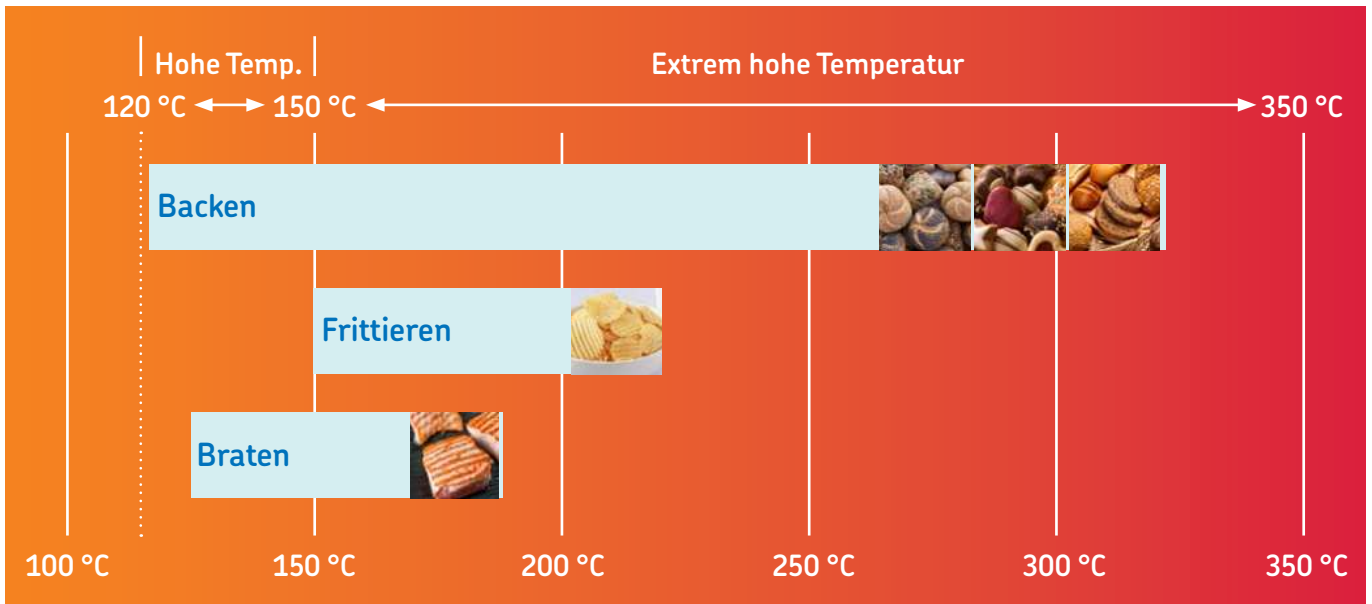 Hohe Temp.
Extrem hohe Temperatur
120 °C
150 °C
350 °C
Backen
Frittieren
Braten
100 °C
150 °C
200 °C
250 °C
300 °C
350 °C